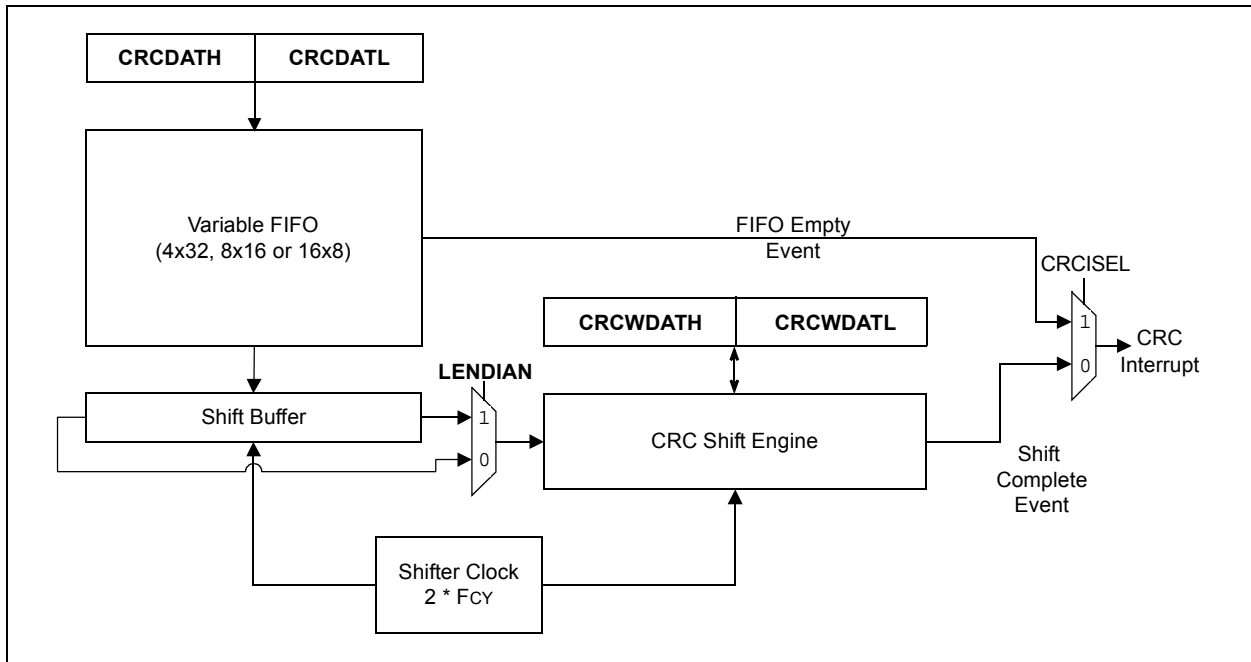 CRCDATH CRCDATL
Variable FIFO
(4x32, 8x16 or 16x8)
FIFO Empty
Event
CRCISEL
1
0
CRC
Interrupt
CRCWDATH CRCWDATL
LENDIAN
Shift Buffer
1
0
CRC Shift Engine
Shift
Complete
Event
Shifter Clock
2 * FCY